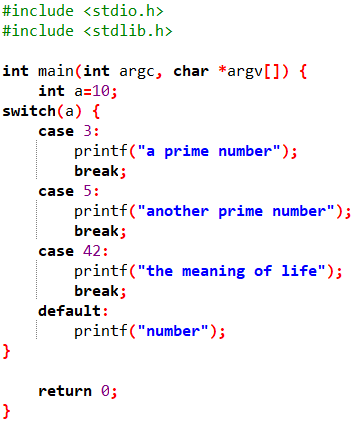 #include <stdio.h>
#include <stdlib.h>

int main(int argc, char *argv[]) {
    int a=10;
switch(a) {
    case 3:
        printf("a prime number");
        break;
    case 5:
        printf("another prime number");
        break;
    case 42:
        printf("the meaning of life");
        break;
    default:
        printf("number");
}

    return 0;
}